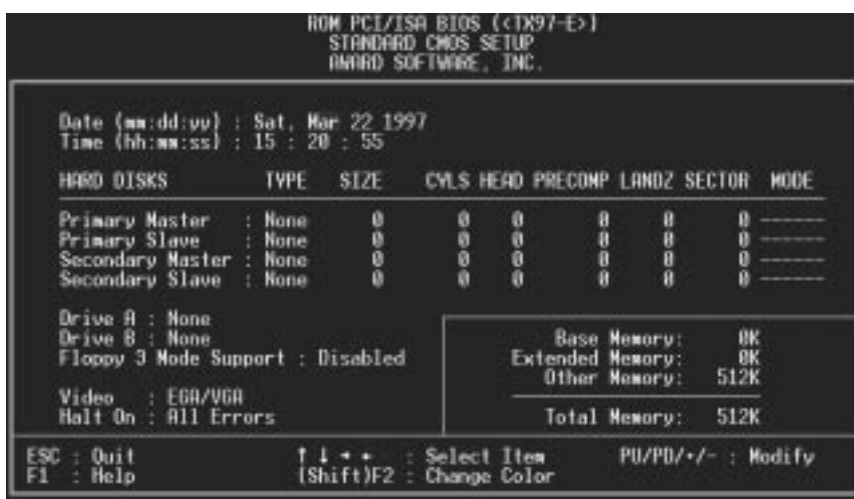 ROM PCI/ISA BIOS (<TX97-E>)
STANDARD CMOS SETUP
AWARD SOFTWARE, INC.
Date (mm:dd:yy) : Sat, Mar 22 1997
Time (hh:mm:ss) : 15 : 20 : 55
HARD DISKS TYPE SIZE CYLS HEAD PRECOMP LANDZ SECTOR MODE
Primary Master : None 0 0 0 0 0 0 ------
Primary Slave : None 0 0 0 0 0 0 ------
Secondary Master : None 0 0 0 0 0 0 ------
Secondary Slave : None 0 0 0 0 0 0 ------
Drive A : None
Drive B : None
Floppy 3 Mode Support : Disabled
Video : EGA/VGA
Halt On : All Errors
Base Memory: 0K
Extended Memory: 0K
Other Memory: 512K
Total Memory: 512K
ESC : Quit ↑ ↓ → ← : Select Item PU/PD/+/- : Modify
F1 : Help (Shift)F2 : Change Color